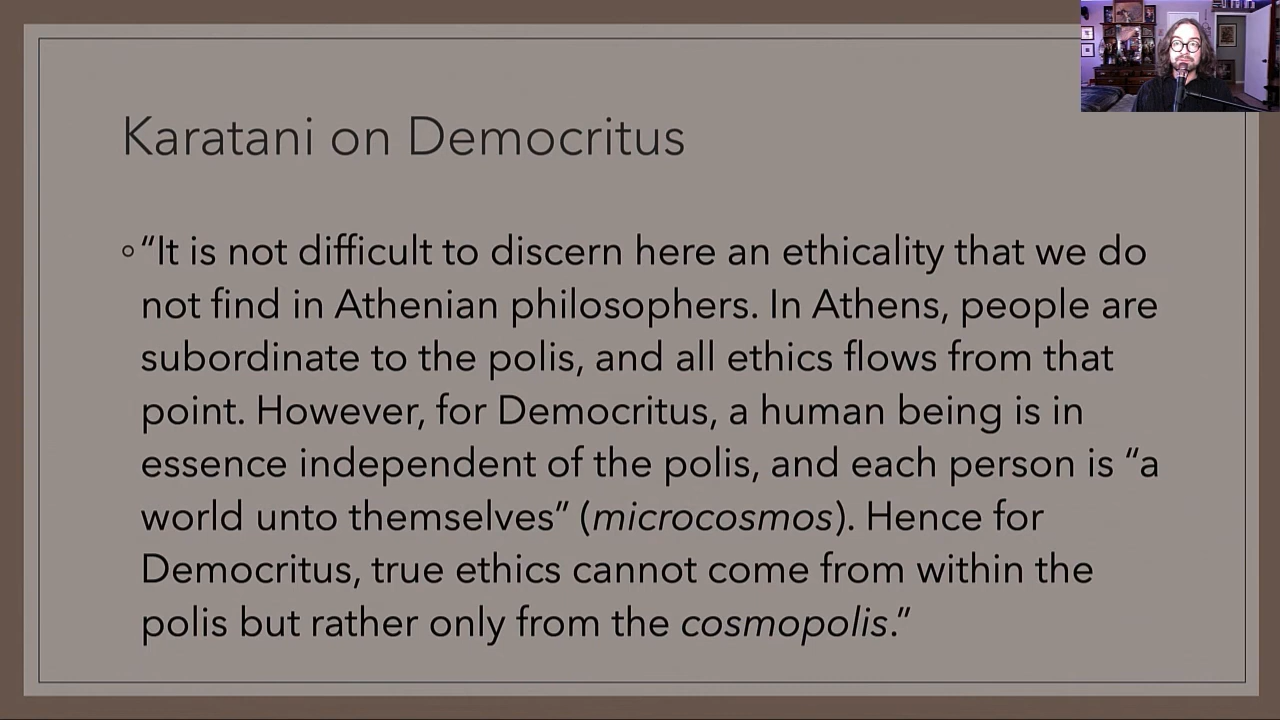 Karatani on Democritus
“It is not difficult to discern here an ethicality that we do
not find in Athenian philosophers. In Athens, people are
subordinate to the polis, and all ethics flows from that
point. However, for Democritus, a human being is in
essence independent of the polis, and each person is “a
world unto themselves” (microcosmos). Hence for
Democritus, true ethics cannot come from within the
polis but rather only from the cosmopolis.”